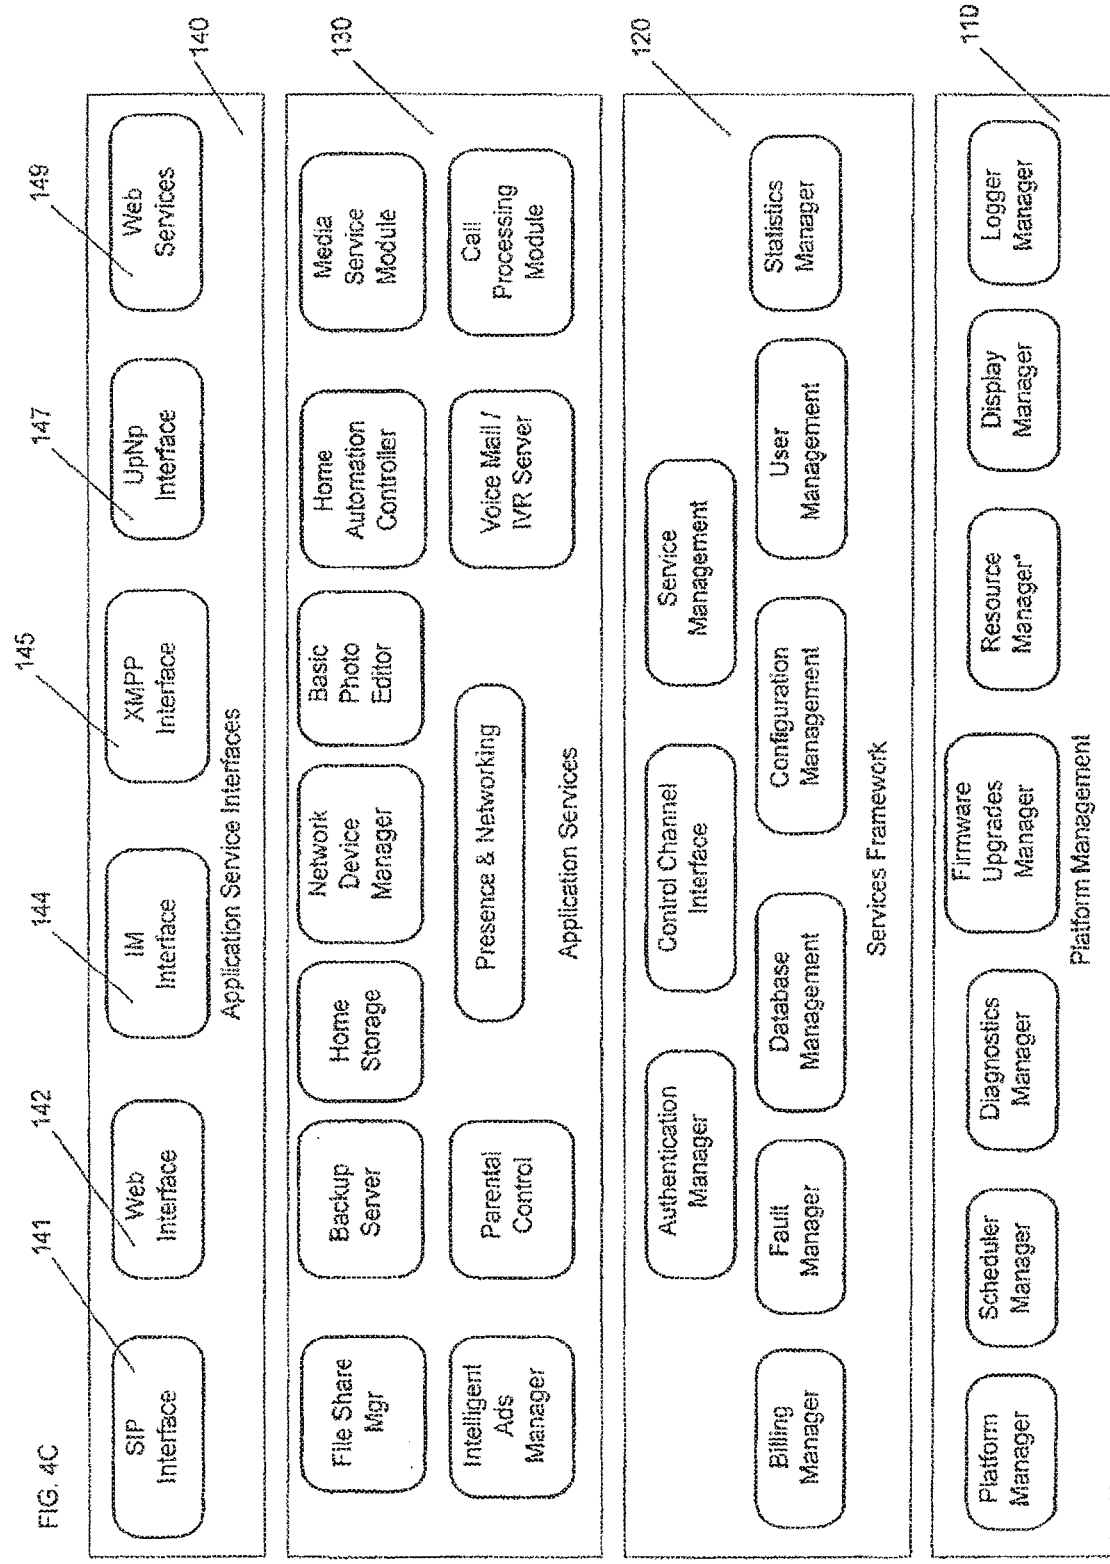 FIG. 4C
141
142
144
145
147
149
SIP
Interface
Web
Interface
IM
Interface
XMPP
Interface
UpNp
Interface
Web
Services
Application Service Interfaces
140
File Share
Mgr
Backup
Server
Home
Storage
Network
Device
Manager
Basic
Photo
Editor
Home
Automation
Controller
Media
Service
Module
130
Intelligent
Ads
Manager
Parental
Control
Presence & Networking
Voice Mail /
IVR Server
Call
Processing
Module
Application Services
Authentication
Manager
Control Channel
Interface
Service
Management
120
Billing
Manager
Fault
Manager
Database
Management
Configuration
Management
User
Management
Statistics
Manager
Services Framework
Platform
Manager
Scheduler
Manager
Diagnostics
Manager
Firmware
Upgrades
Manager
Resource
Manager*
Display
Manager
Logger
Manager
110
Platform Management